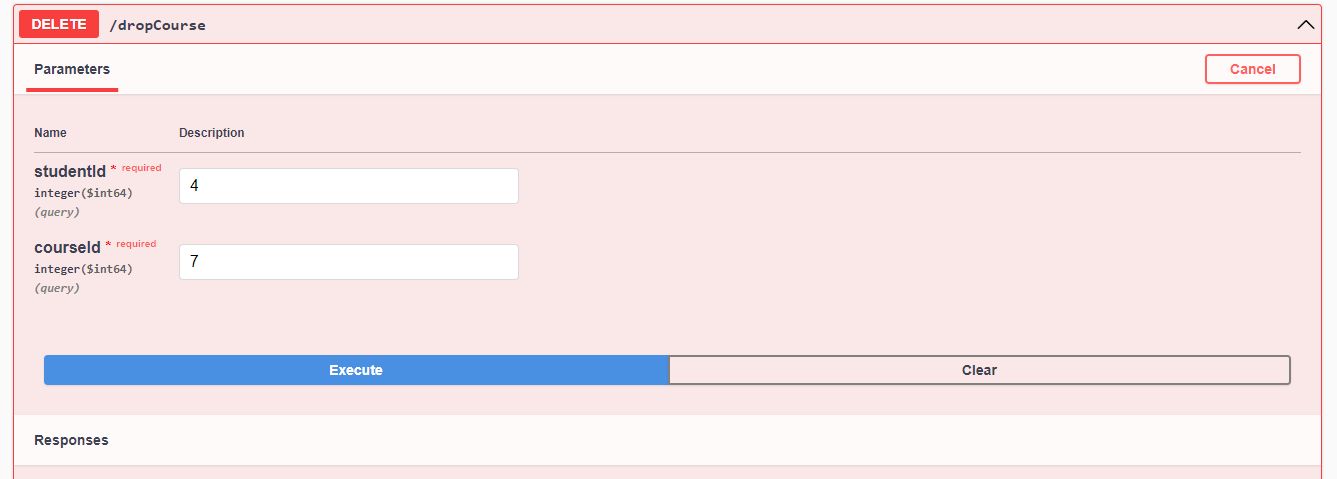 DELETE /dropCourse
Parameters
Cancel
Name Description
studentId * required
integer($int64)
(query)
4
courseId * required
integer($int64)
(query)
7
Execute Clear
Responses